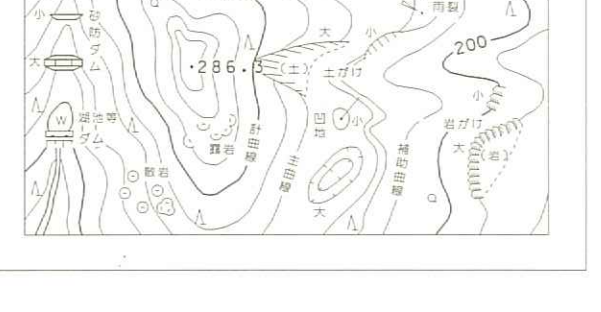 小
砂防ダム
大
W
湖・池
ダム等
散岩
・286.3
露岩
計曲線
主曲線
大
(土)
土がけ
小
雨裂
凹地
小
大
補助曲線
200
小
岩がけ
大
(岩)